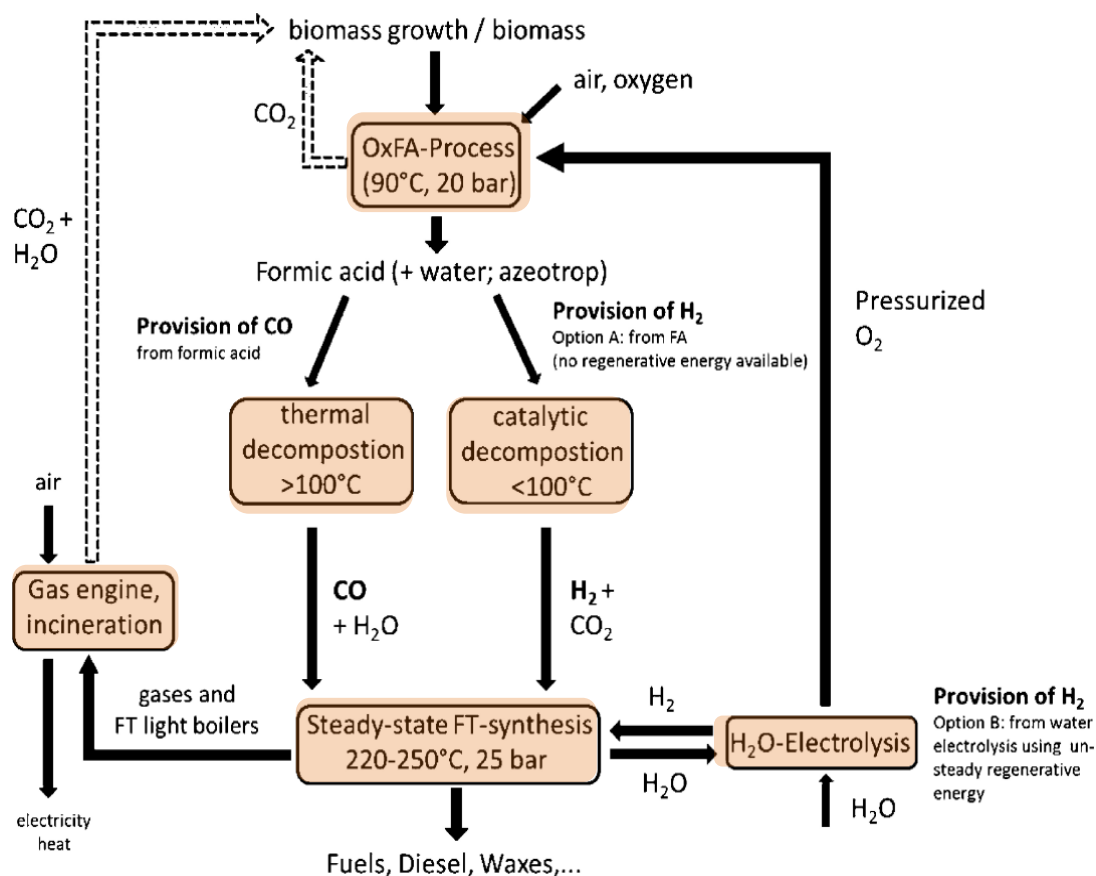 biomass growth / biomass
air, oxygen
CO₂
OxFA-Process
(90°C, 20 bar)
CO₂ +
H₂O
Formic acid (+ water; azeotrop)
Provision of CO
from formic acid
Provision of H₂
Option A: from FA
(no regenerative energy available)
Pressurized
O₂
thermal
decompostion
>100°C
catalytic
decompostion
<100°C
air
Gas engine,
incineration
CO
+ H₂O
H₂ +
CO₂
gases and
FT light boilers
Steady-state FT-synthesis
220-250°C, 25 bar
H₂
H₂O
H₂O-Electrolysis
Provision of H₂
Option B: from water
electrolysis using un-
steady regenerative
energy
H₂O
electricity
heat
Fuels, Diesel, Waxes,...